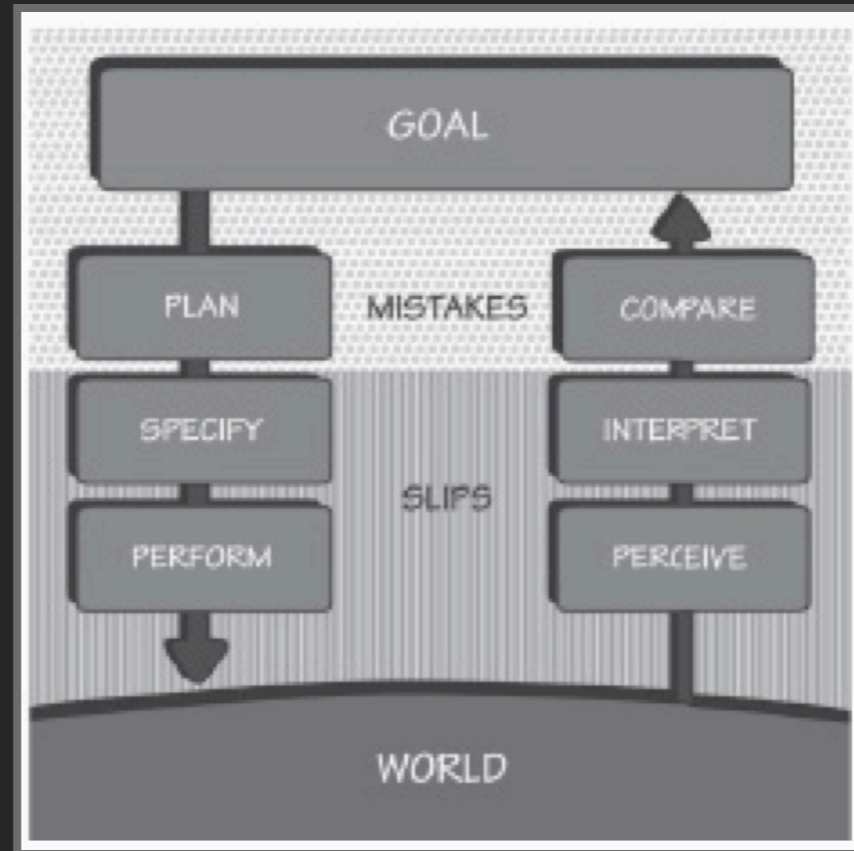 GOAL
PLAN
MISTAKES
COMPARE
SPECIFY
INTERPRET
SLIPS
PERFORM
PERCEIVE
WORLD